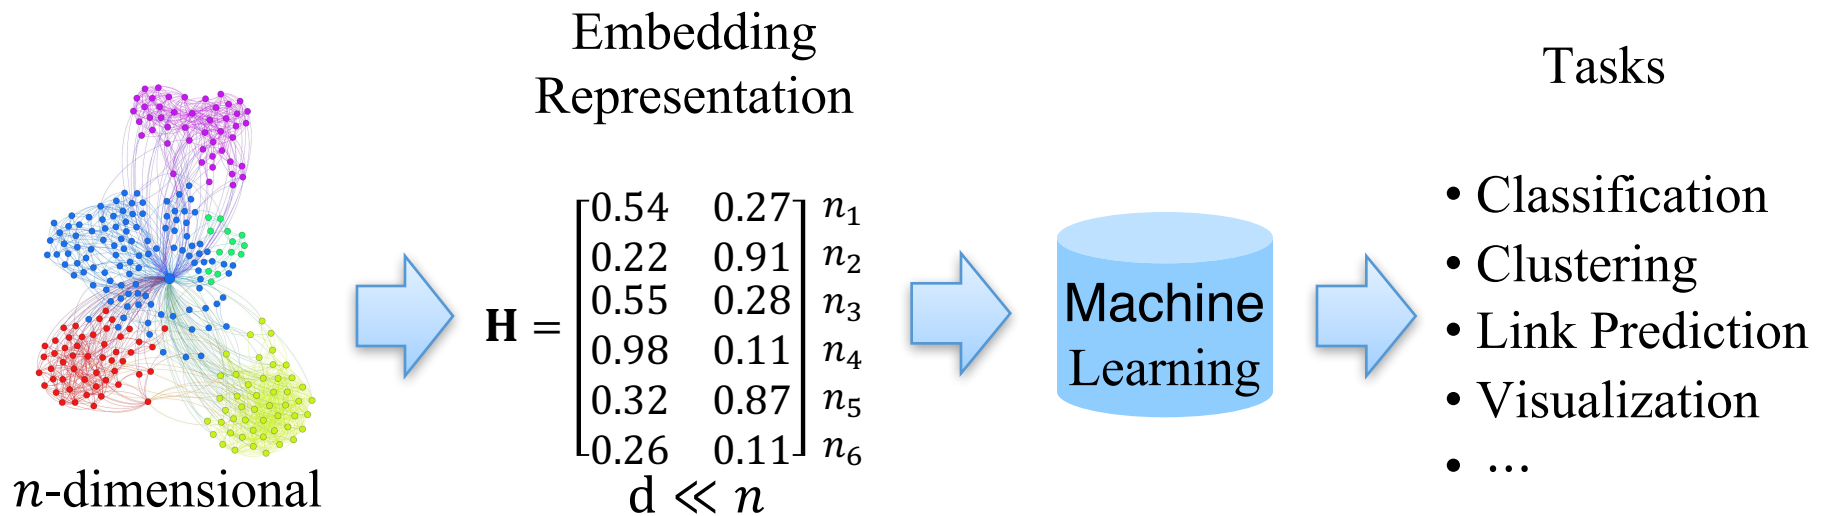 n-dimensional
Embedding
Representation
H = [0.54 0.27] n₁
0.22 0.91 n₂
0.55 0.28 n₃
0.98 0.11 n₄
0.32 0.87 n₅
0.26 0.11 n₆
d ≪ n
Machine
Learning
Tasks
• Classification
• Clustering
• Link Prediction
• Visualization
• ...